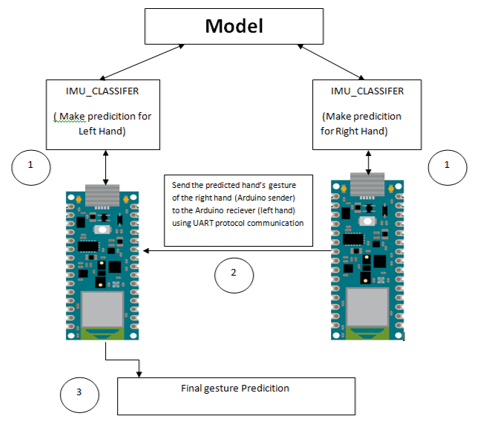 Model
IMU_CLASSIFER
( Make predicition for
Left Hand)
IMU_CLASSIFER
(Make predicition
for Right Hand)
1
1
Send the predicted hand's gesture
of the right hand (Arduino sender)
to the Arduino reciever (left hand)
using UART protocol communication
2
3
Final gesture Predicition